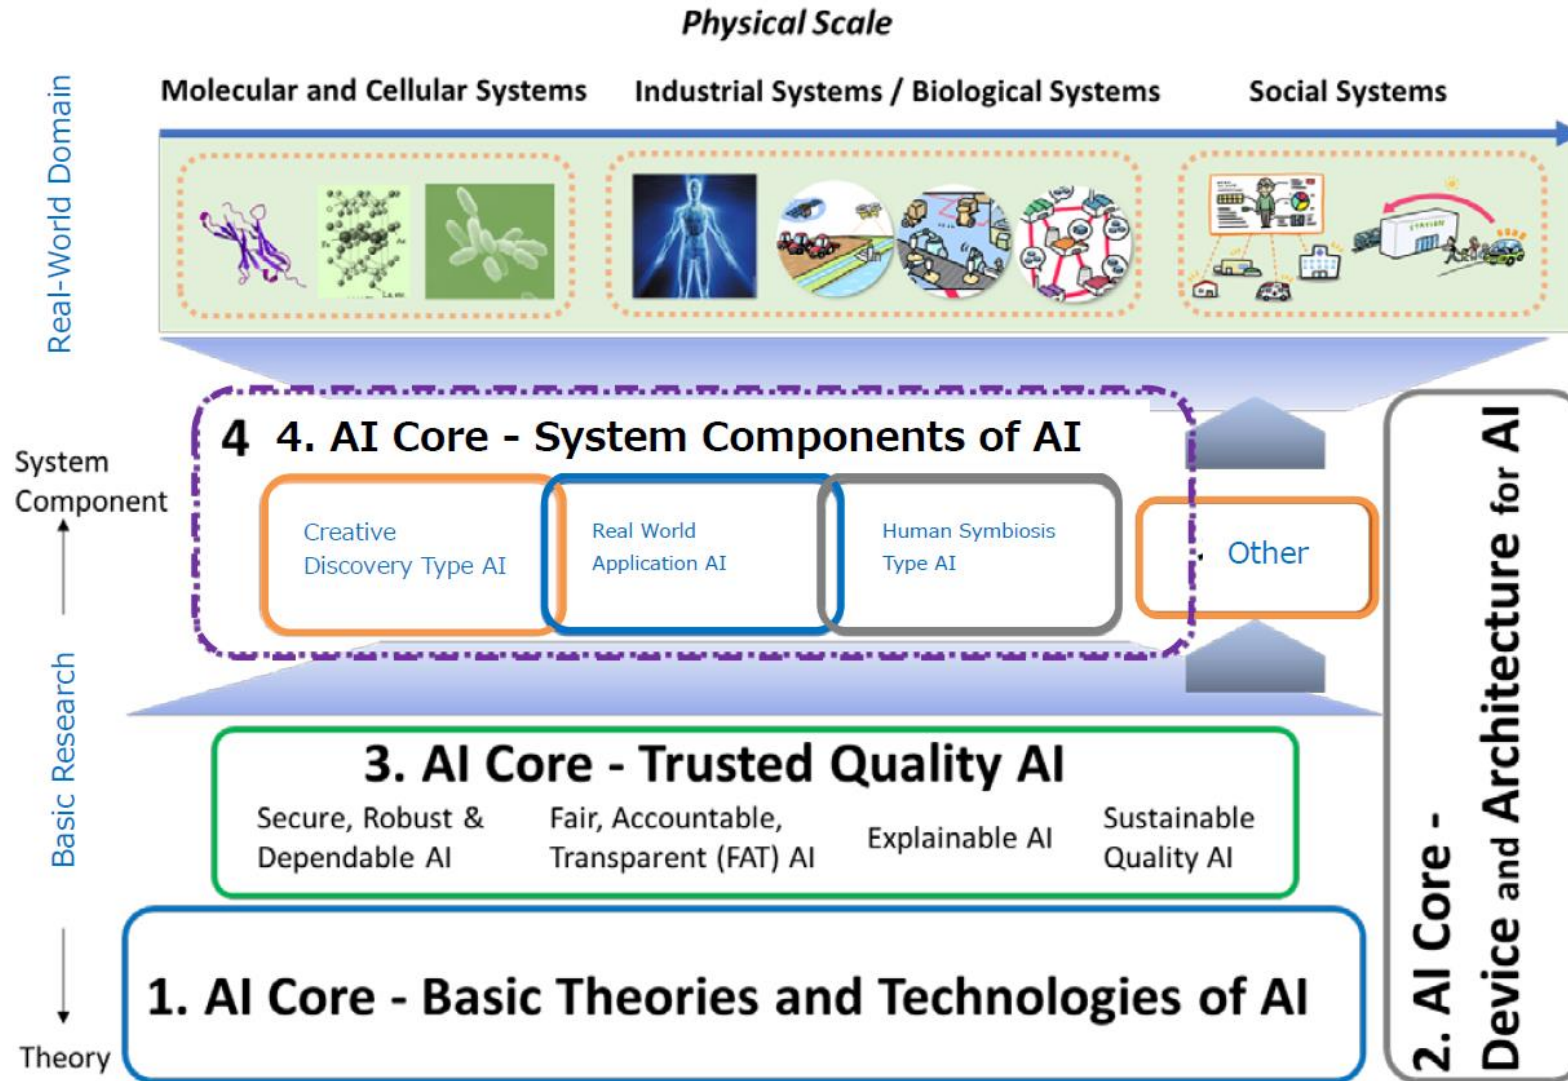 Physical Scale
Molecular and Cellular Systems
Industrial Systems / Biological Systems
Social Systems
Real-World Domain
STATION
4 4. AI Core - System Components of AI
System
Component
Creative
Discovery Type AI
Real World
Application AI
Human Symbiosis
Type AI
Other
Basic Research
3. AI Core - Trusted Quality AI
Secure, Robust &
Dependable AI
Fair, Accountable,
Transparent (FAT) AI
Explainable AI
Sustainable
Quality AI
Theory
1. AI Core - Basic Theories and Technologies of AI
2. AI Core -
Device and Architecture for AI